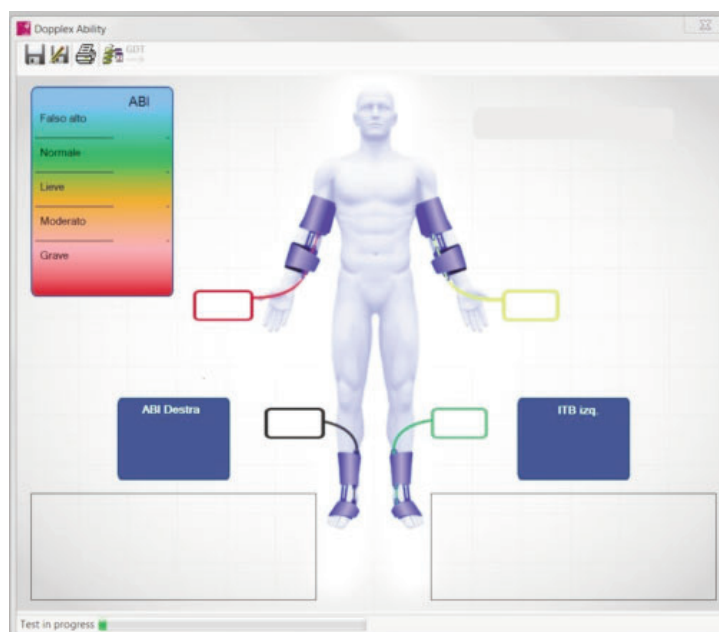 Dopplex Ability
GDT
ABI
Falso alto
Normale
Lieve
Moderato
Grave
ABI Destra
ITB izq.
Test in progress